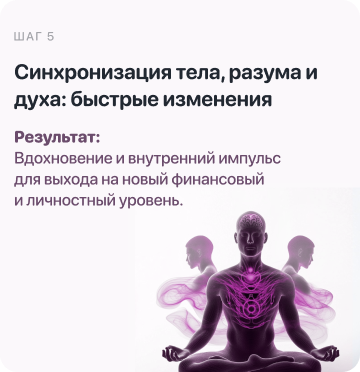 ШАГ 5
Синхронизация тела, разума и
духа: быстрые изменения
Результат:
Вдохновение и внутренний импульс
для выхода на новый финансовый
и личностный уровень.